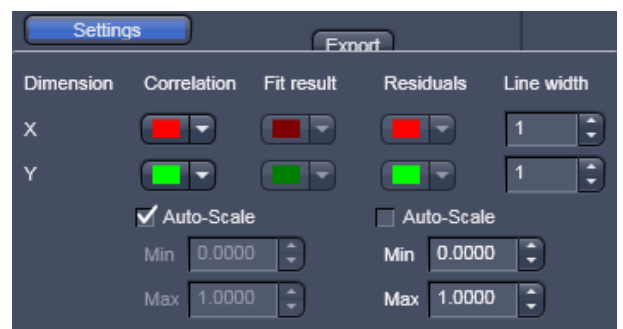 Settings
Export
Dimension Correlation Fit result Residuals Line width
X 1
Y 1
Auto-Scale Auto-Scale
Min 0.0000 Min 0.0000
Max 1.0000 Max 1.0000